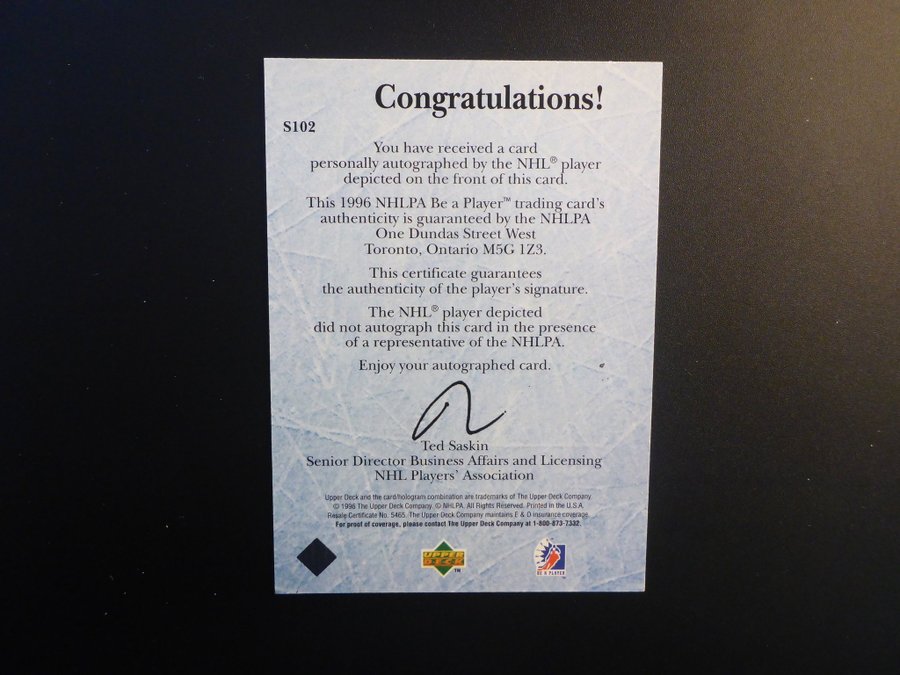 Congratulations!
S102
You have received a card
personally autographed by the NHL® player
depicted on the front of this card.
This 1996 NHLPA Be a Player™ trading card's
authenticity is guaranteed by the NHLPA
One Dundas Street West
Toronto, Ontario M5G 1Z3.
This certificate guarantees
the authenticity of the player's signature.
The NHL® player depicted
did not autograph this card in the presence
of a representative of the NHLPA.
Enjoy your autographed card.
Ted Saskin
Senior Director Business Affairs and Licensing
NHL Players' Association
Upper Deck and the card/hologram combination are trademarks of The Upper Deck Company.
© 1996 The Upper Deck Company. © NHLPA. All Rights Reserved. Printed in the U.S.A.
Resale Certificate No. 5465. The Upper Deck Company maintains E & O insurance coverage.
For proof of coverage, please contact The Upper Deck Company at 1-800-873-7332.
UPPER
DECK
TM
BE A PLAYER